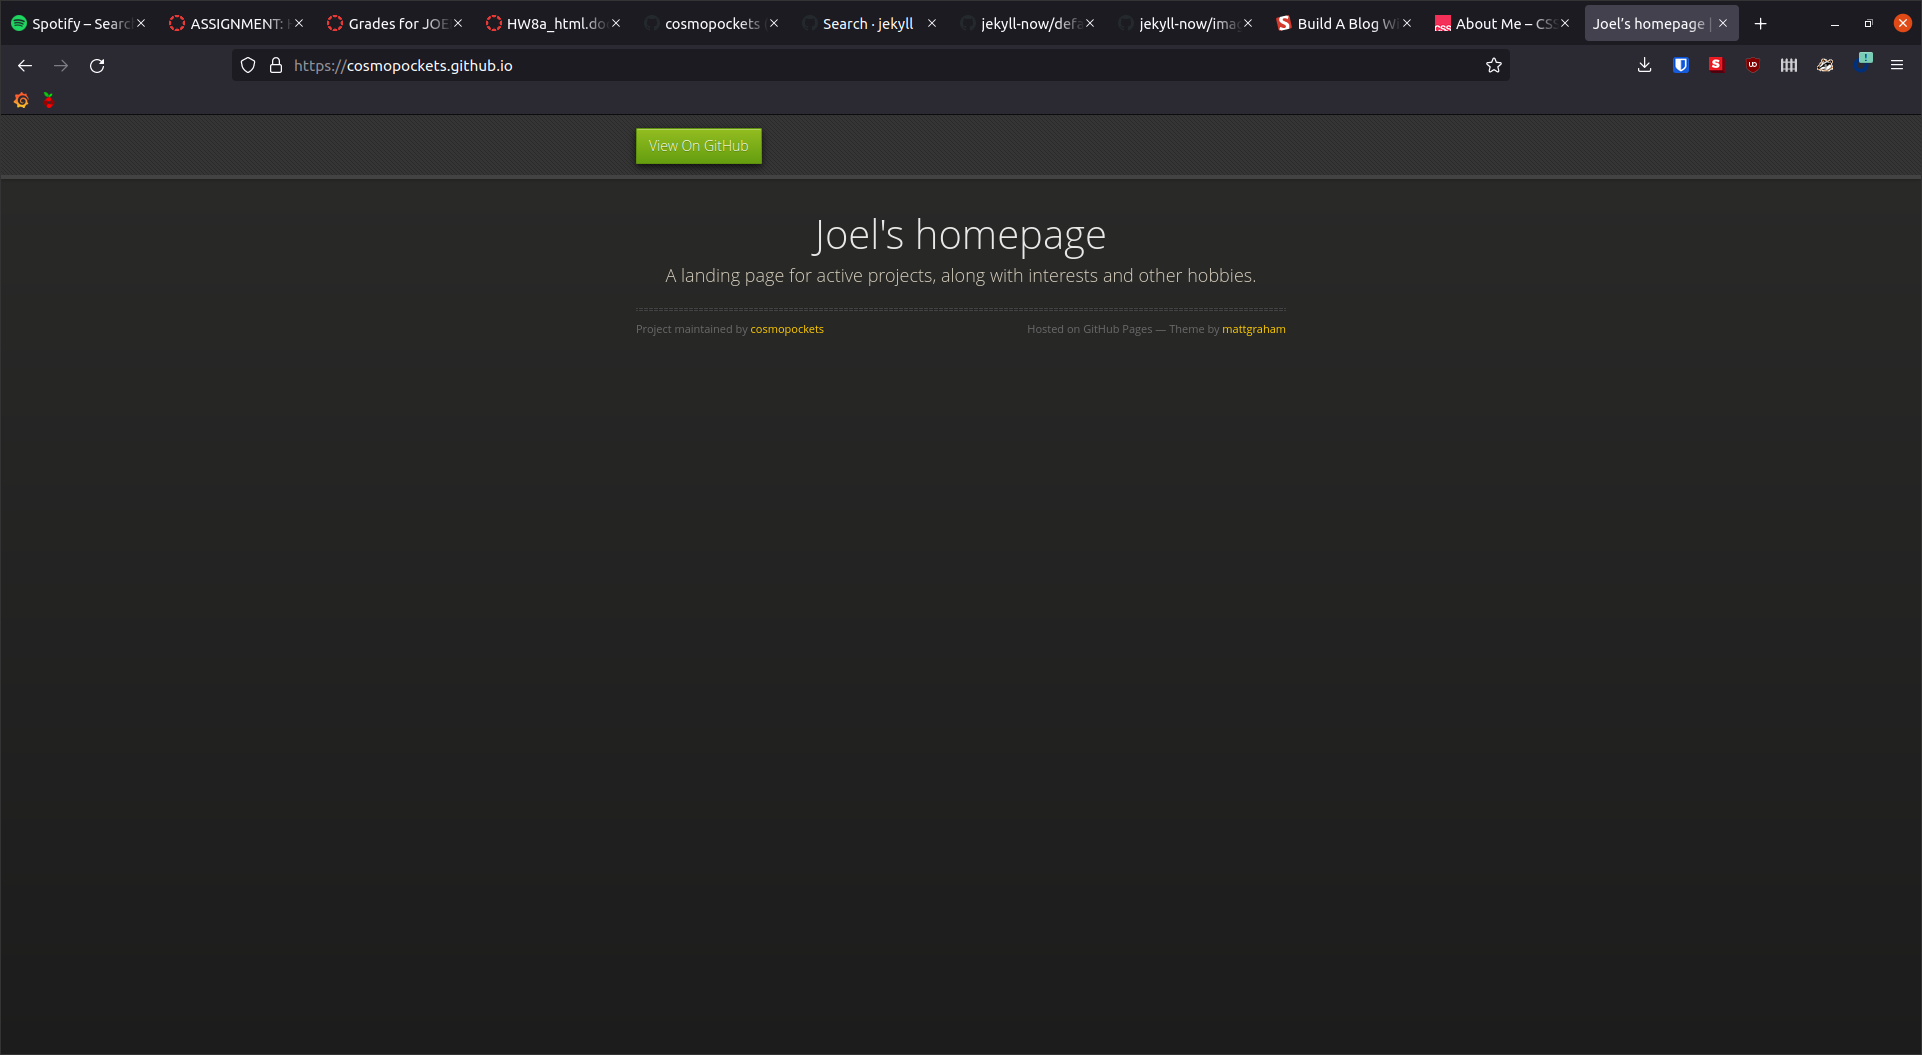 Spotify – Searc
ASSIGNMENT:
Grades for JOE
HW8a_html.do
cosmopockets
Search · jekyll
jekyll-now/defa
jekyll-now/ima
Build A Blog W
About Me – CSS
Joel's homepage |
https://cosmopockets.github.io
View On GitHub
Joel's homepage
A landing page for active projects, along with interests and other hobbies.
Project maintained by cosmopockets
Hosted on GitHub Pages — Theme by mattgraham